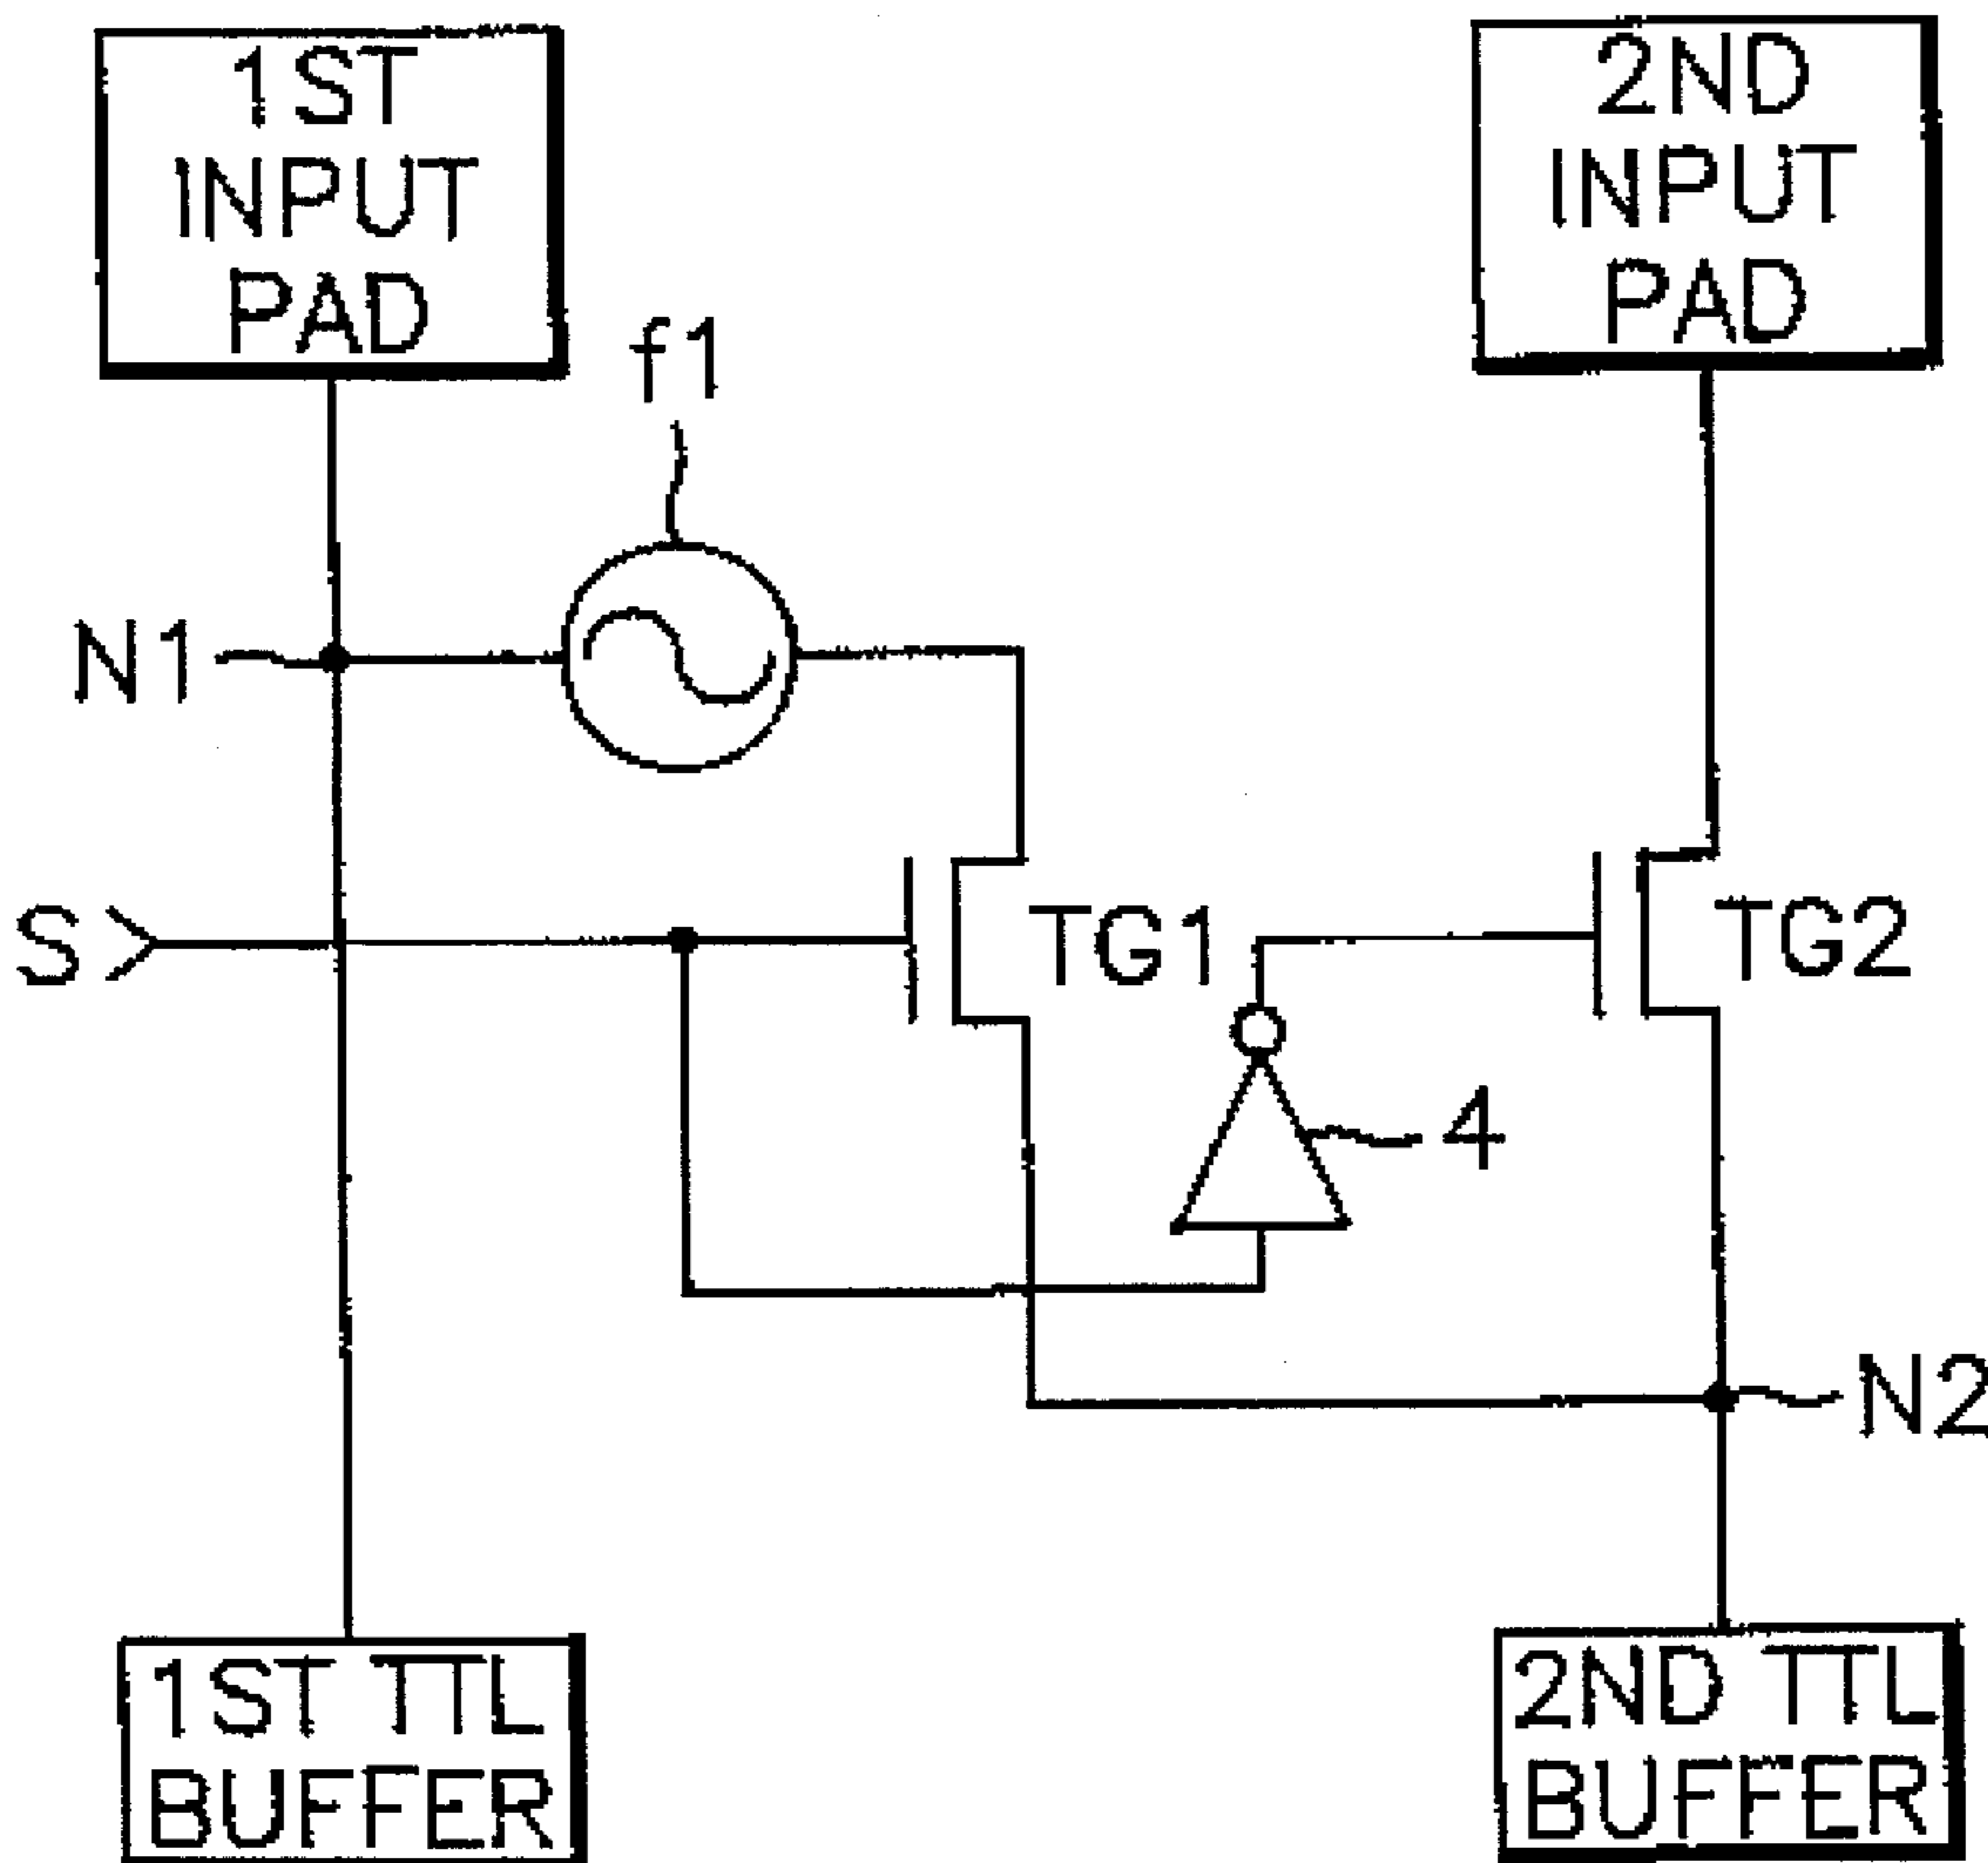 1ST
INPUT
PAD
2ND
INPUT
PAD
f1
N1
S
TG1
TG2
4
N2
1ST TTL
BUFFER
2ND TTL
BUFFER